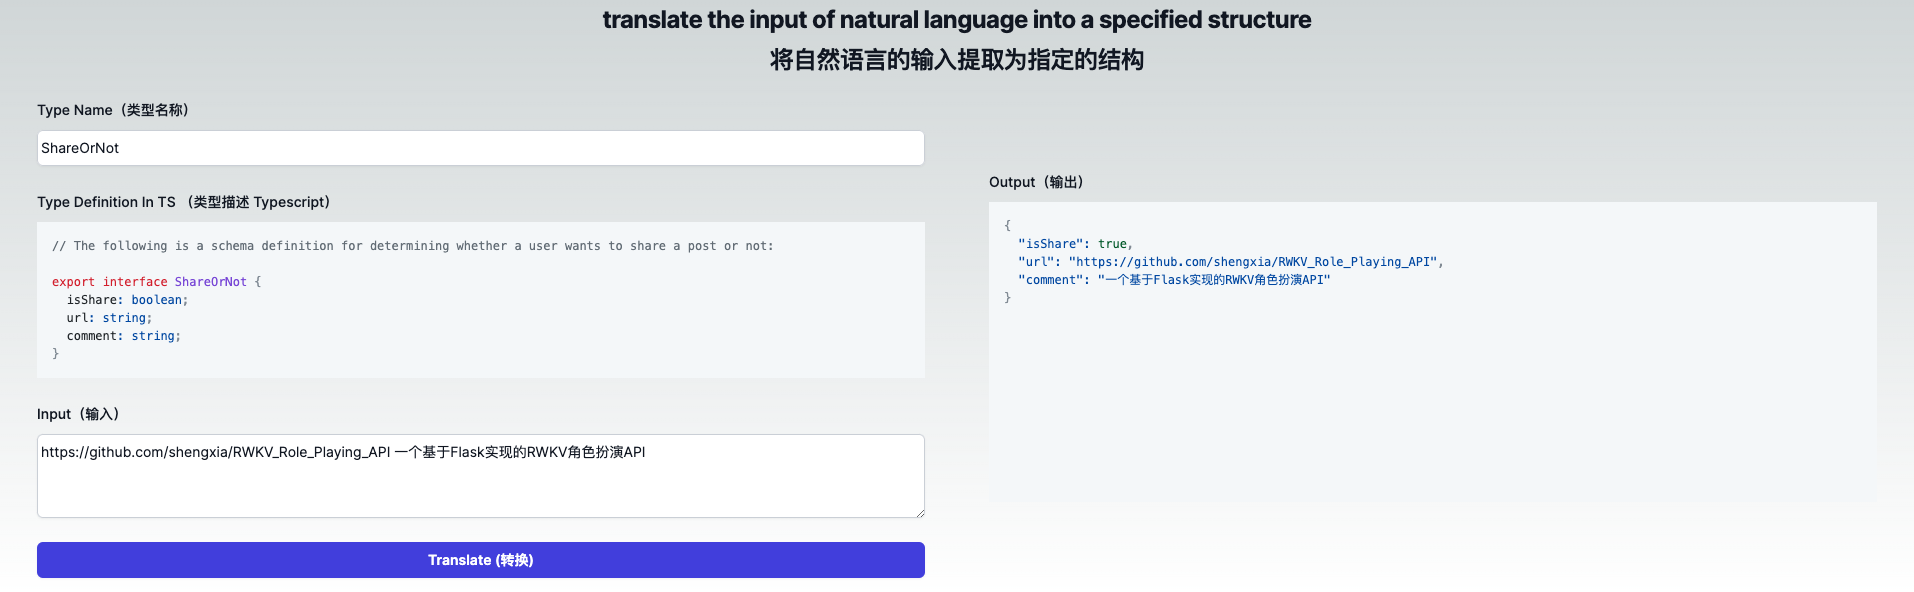 translate the input of natural language into a specified structure
将自然语言的输入提取为指定的结构
Type Name（类型名称）
ShareOrNot
Type Definition In TS （类型描述 Typescript）
// The following is a schema definition for determining whether a user wants to share a post or not:
export interface ShareOrNot {
  isShare: boolean;
  url: string;
  comment: string;
}
Input（输入）
https://github.com/shengxia/RWKV_Role_Playing_API 一个基于Flask实现的RWKV角色扮演API
Translate (转换)
Output（输出）
{
  "isShare": true,
  "url": "https://github.com/shengxia/RWKV_Role_Playing_API",
  "comment": "一个基于Flask实现的RWKV角色扮演API"
}